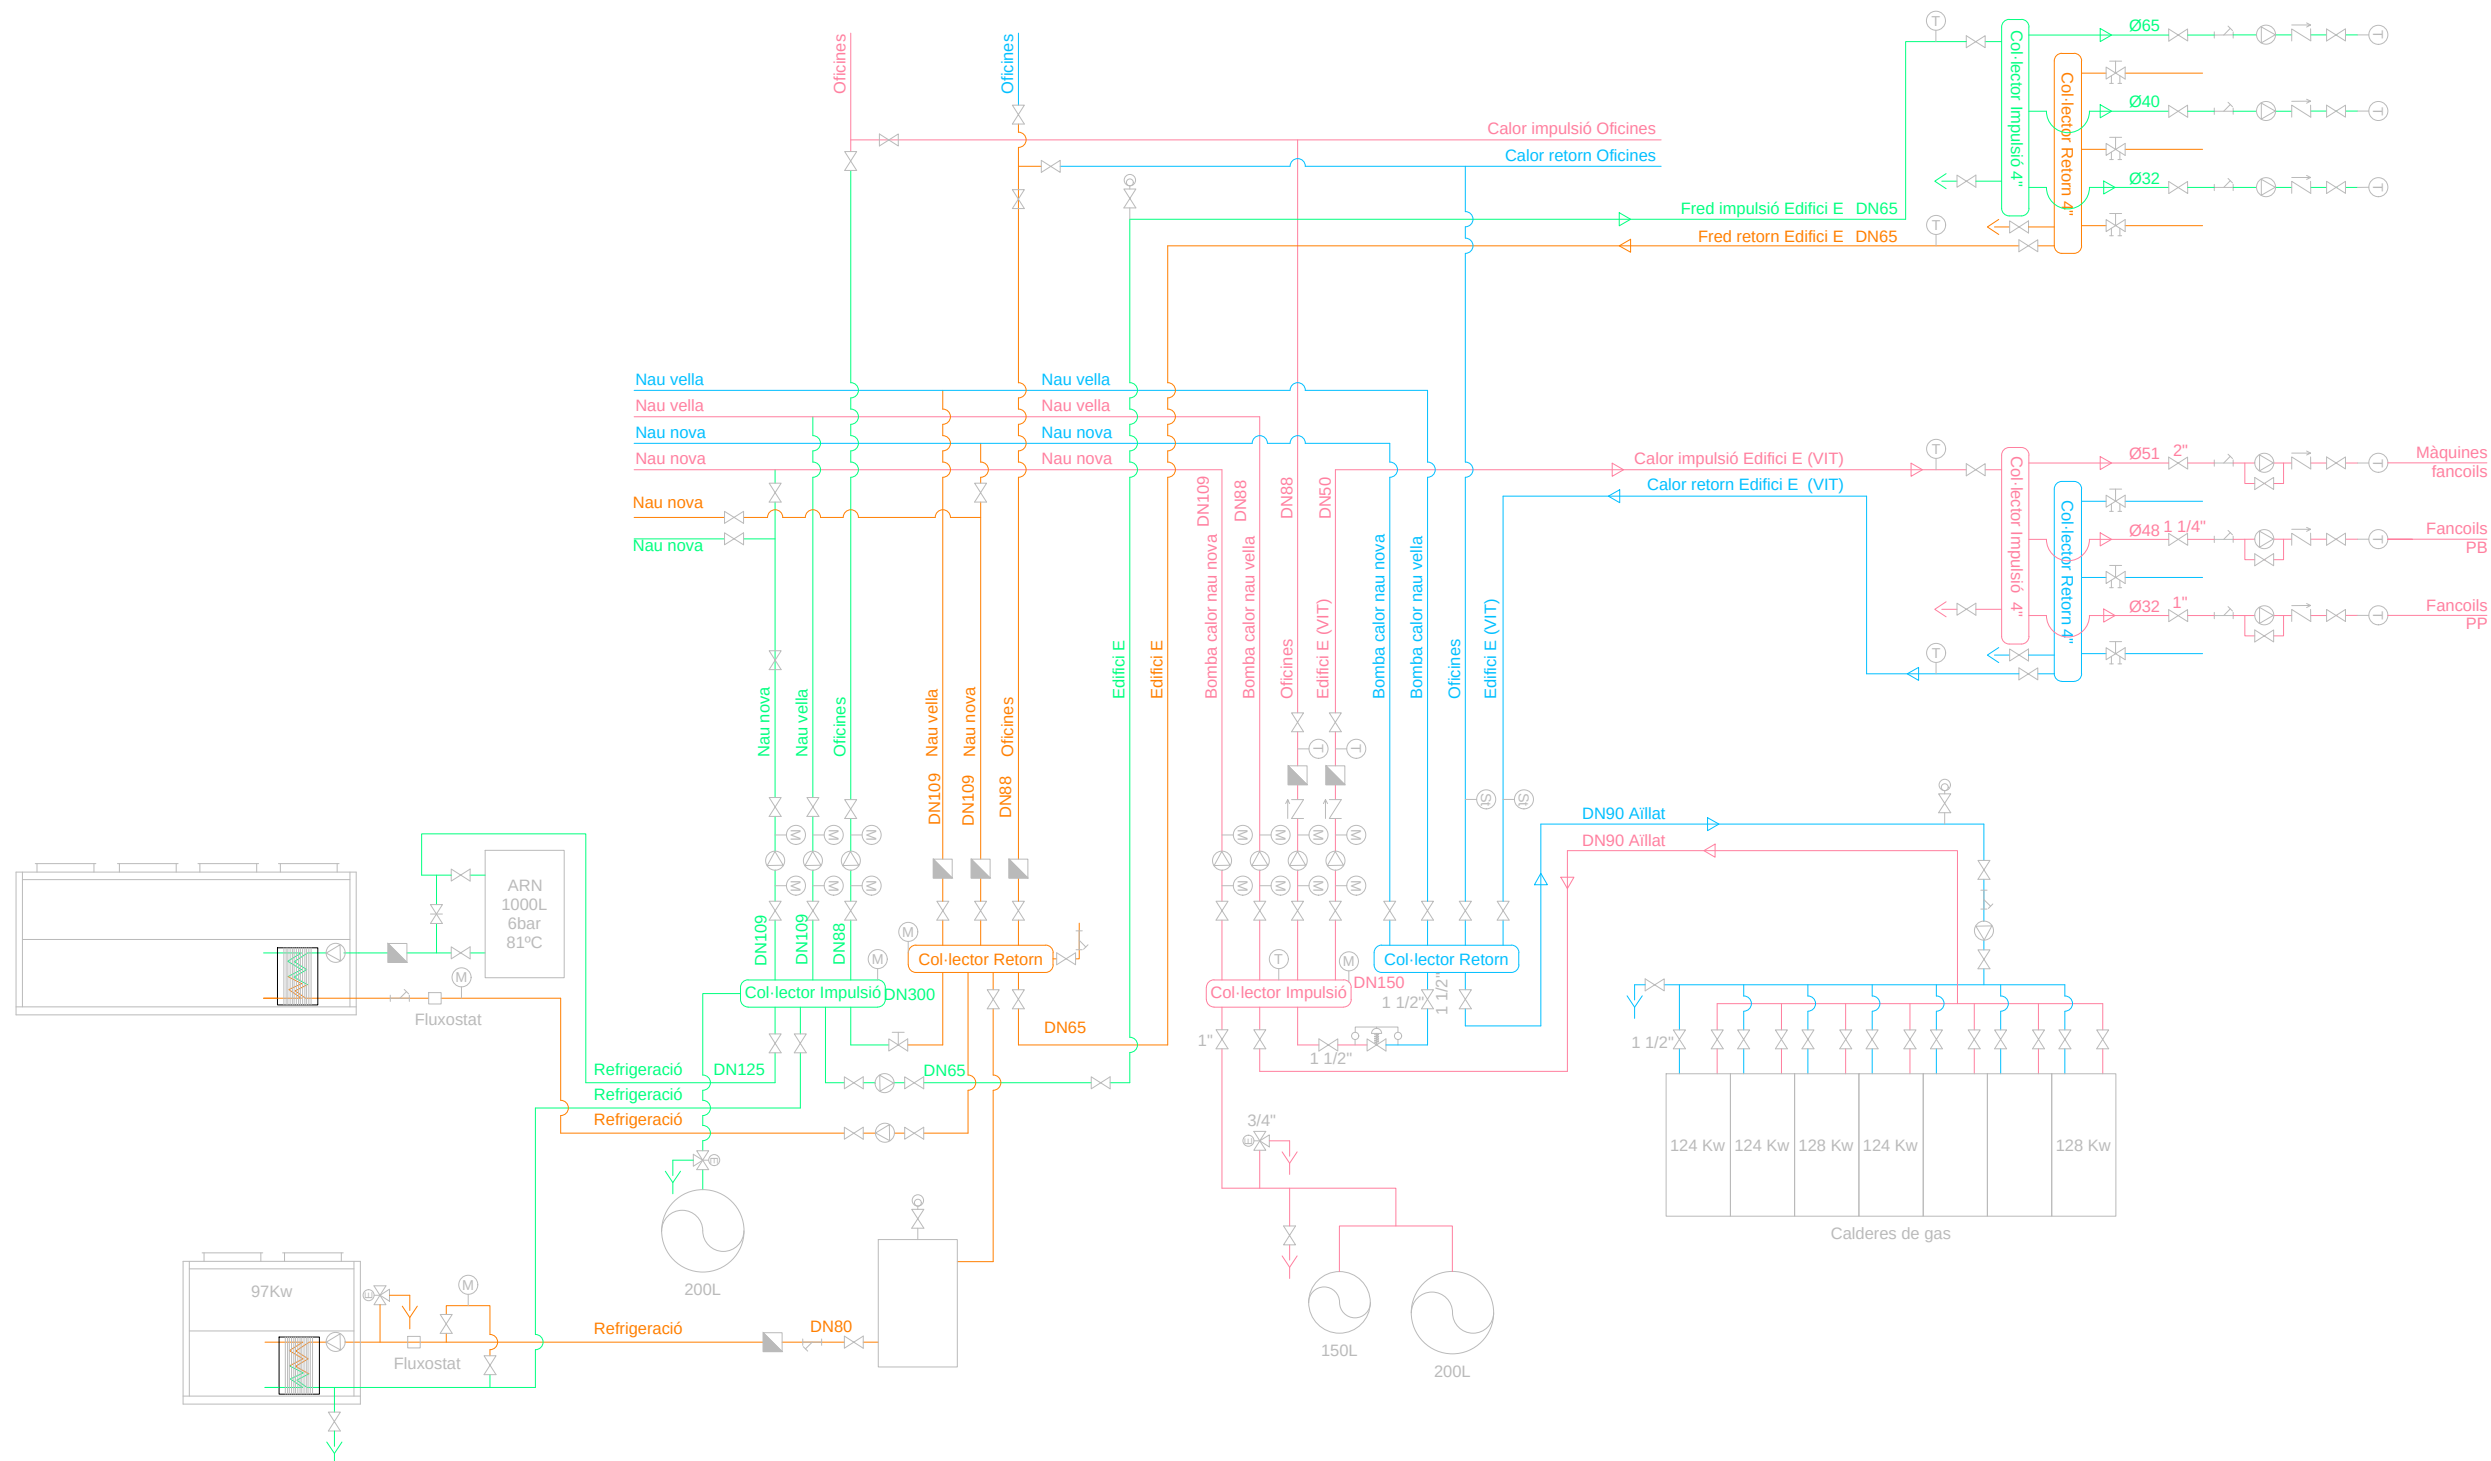 Oficines
Oficines
Calor impulsió Oficines
Calor retorn Oficines
Fred impulsió Edifici E DN65
Fred retorn Edifici E DN65
T
T
Col·lector Impulsió 4"
Col·lector Retorn 4"
Ø65
Ø40
Ø32
T
T
T
Nau vella
Nau vella
Nau vella
Nau vella
Nau nova
Nau nova
Nau nova
Nau nova
Nau nova
Nau nova
Calor impulsió Edifici E (VIT)
Calor retorn Edifici E (VIT)
T
T
Col·lector Impulsió 4"
Col·lector Retorn 4"
Ø51
2"
T
Màquines
fancoils
Ø48
1 1/4"
T
Fancoils
PB
Ø32
1"
T
Fancoils
PP
DN109
DN88
DN88
DN50
Bomba calor nau nova
Bomba calor nau vella
Oficines
Edifici E (VIT)
Bomba calor nau nova
Bomba calor nau vella
Oficines
Edifici E (VIT)
Edifici E
Edifici E
Nau nova
Nau vella
Oficines
Nau vella
Nau nova
Oficines
DN109
DN109
DN88
T
T
St
St
M
M
M
M
M
M
M
M
M
M
M
M
M
M
DN90 Aïllat
DN90 Aïllat
ARN
1000L
6bar
81ºC
DN109
DN109
DN88
M
M
Col·lector Retorn
Col·lector Impulsió
DN300
T
M
Col·lector Impulsió
DN150
Col·lector Retorn
1 1/2"
1 1/2"
M
Fluxostat
DN65
1"
1 1/2"
1 1/2"
Refrigeració DN125
DN65
Refrigeració
Refrigeració
3/4"
E
E
200L
124 Kw
124 Kw
128 Kw
124 Kw
128 Kw
Calderes de gas
97Kw
E
M
Refrigeració
DN80
Fluxostat
150L
200L